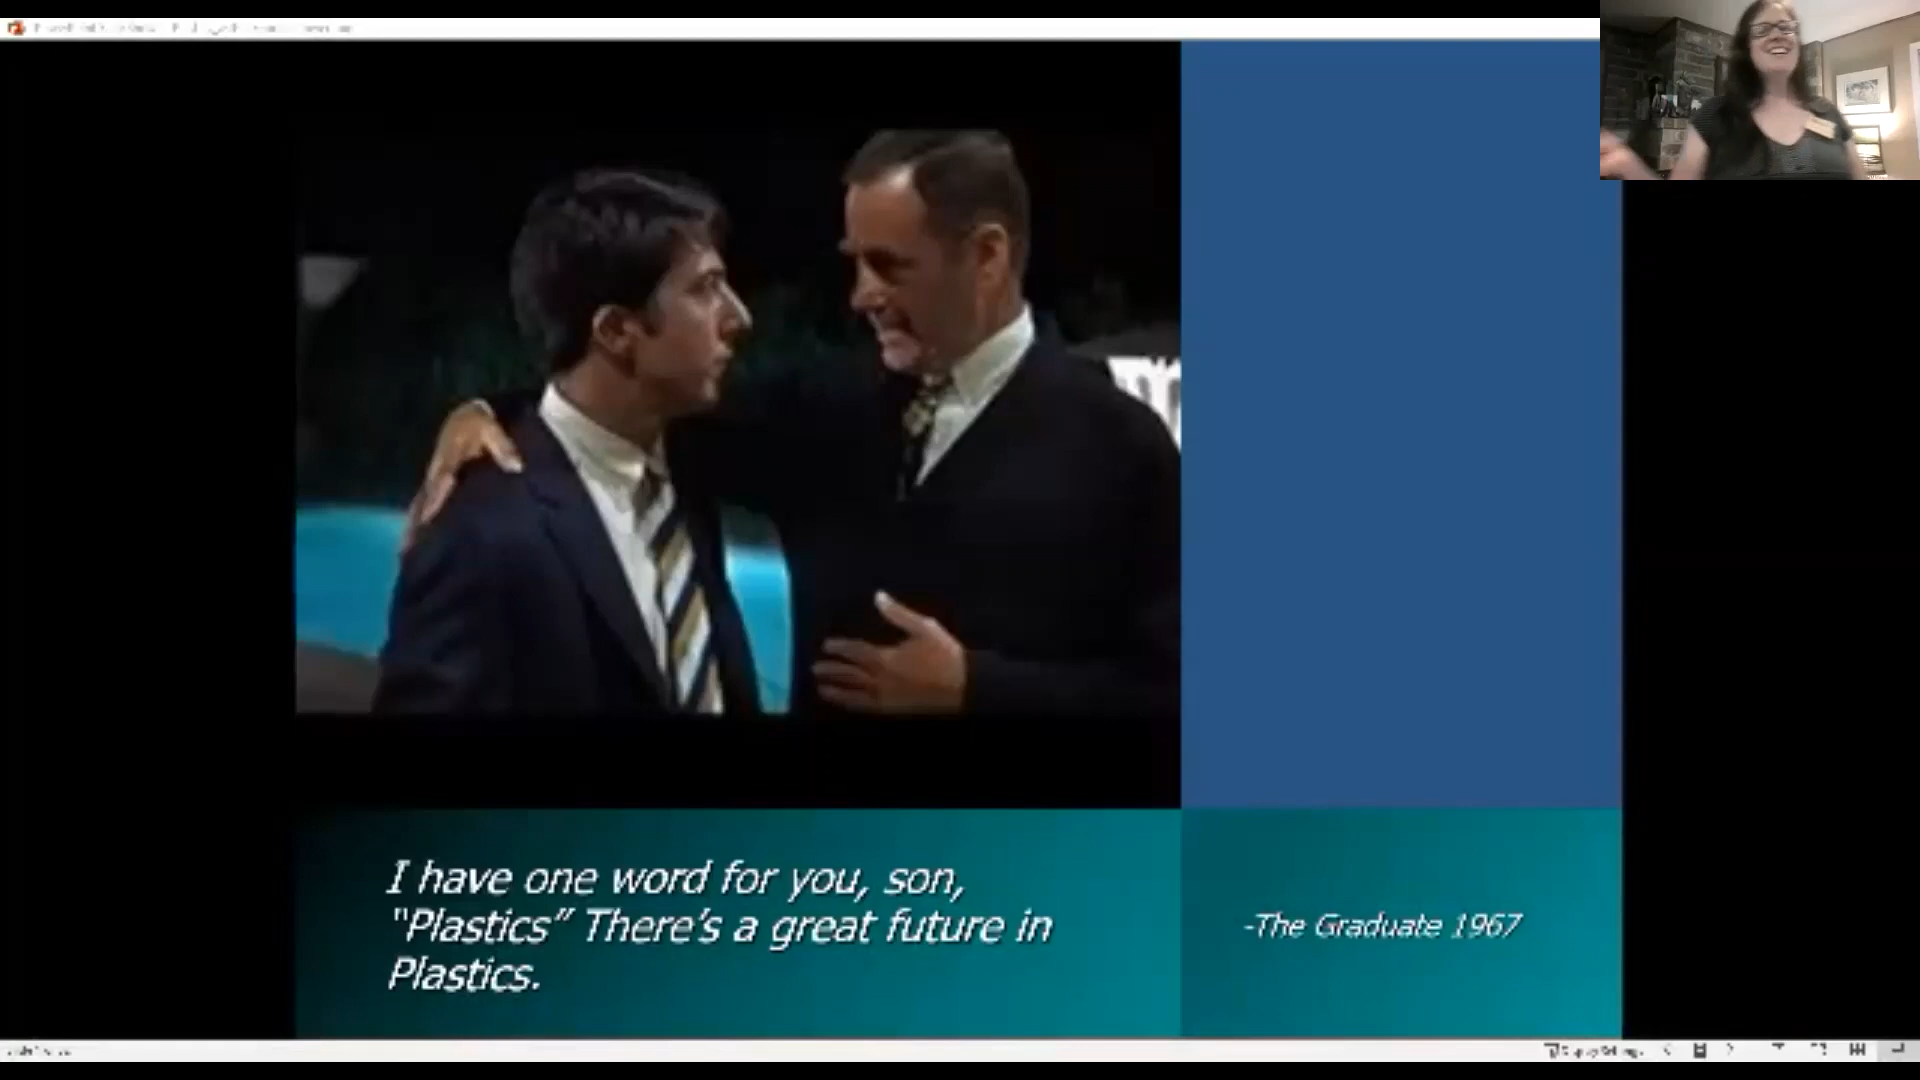 I have one word for you, son,
“Plastics” There’s a great future in
Plastics.
-The Graduate 1967